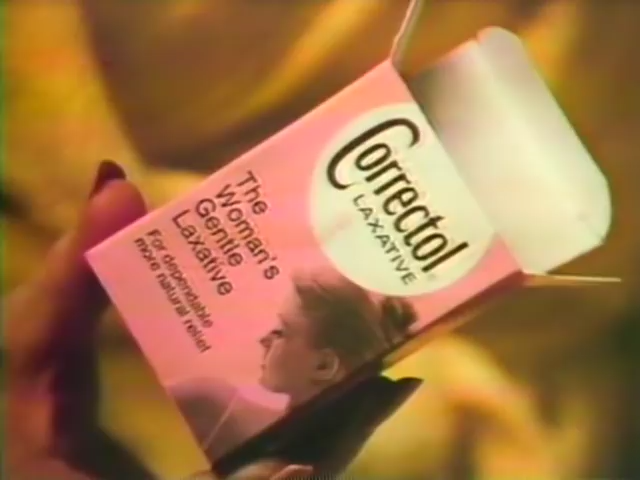 Correctol
LAXATIVE
The
Woman's
Gentle
Laxative
For dependable
more natural relief